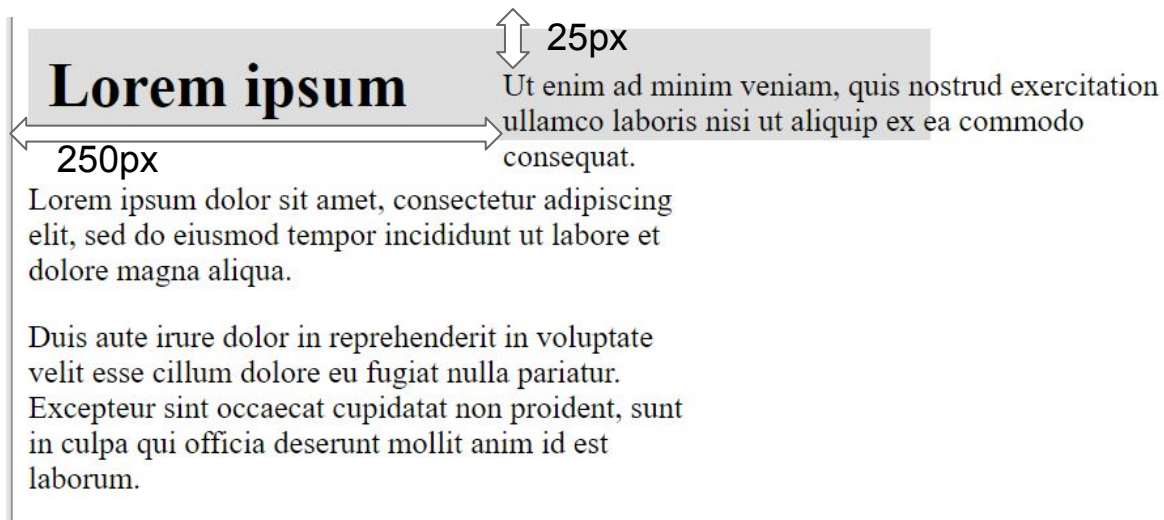 25px
Lorem ipsum
Ut enim ad minim veniam, quis nostrud exercitation
ullamco laboris nisi ut aliquip ex ea commodo
consequat.
250px
Lorem ipsum dolor sit amet, consectetur adipiscing
elit, sed do eiusmod tempor incididunt ut labore et
dolore magna aliqua.
Duis aute irure dolor in reprehenderit in voluptate
velit esse cillum dolore eu fugiat nulla pariatur.
Excepteur sint occaecat cupidatat non proident, sunt
in culpa qui officia deserunt mollit anim id est
laborum.